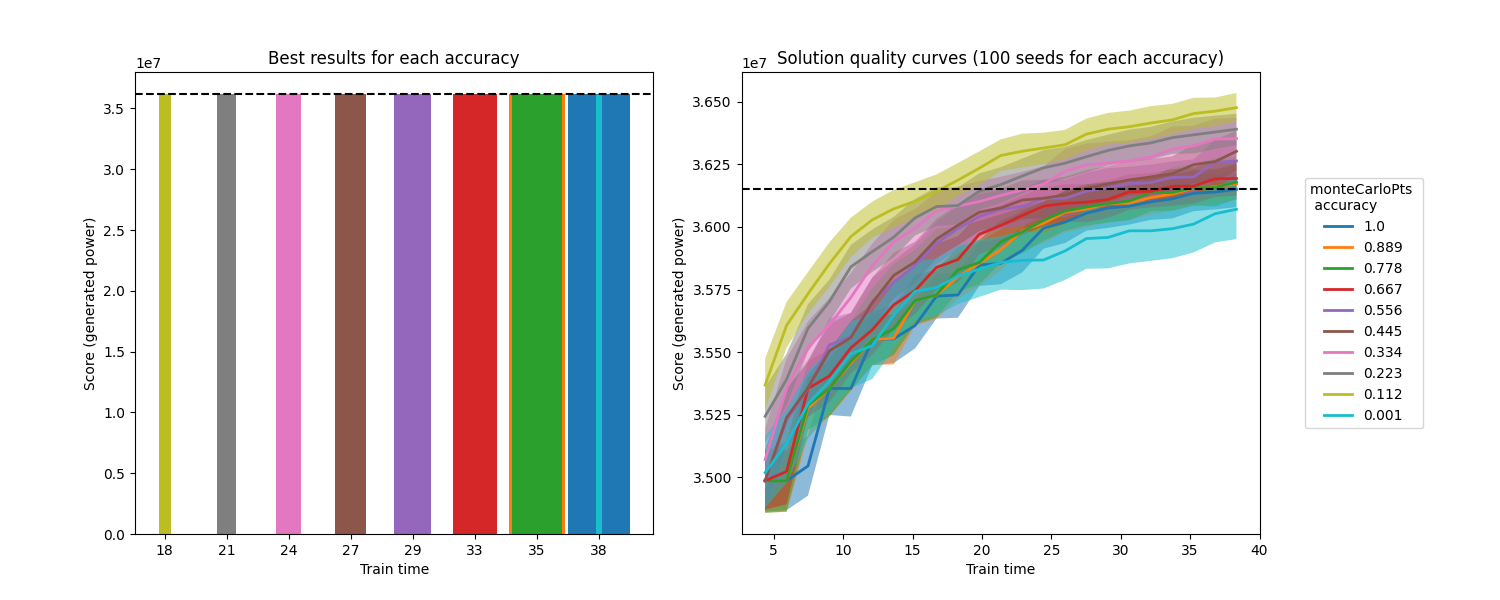 Best results for each accuracy
1e7
3.5
3.0
2.5
2.0
1.5
1.0
0.5
0.0
Score (generated power)
18 21 24 27 29 33 35 38
Train time
Solution quality curves (100 seeds for each accuracy)
1e7
3.650
3.625
3.600
3.575
3.550
3.525
3.500
Score (generated power)
5 10 15 20 25 30 35 40
Train time
monteCarloPts
accuracy
1.0
0.889
0.778
0.667
0.556
0.445
0.334
0.223
0.112
0.001